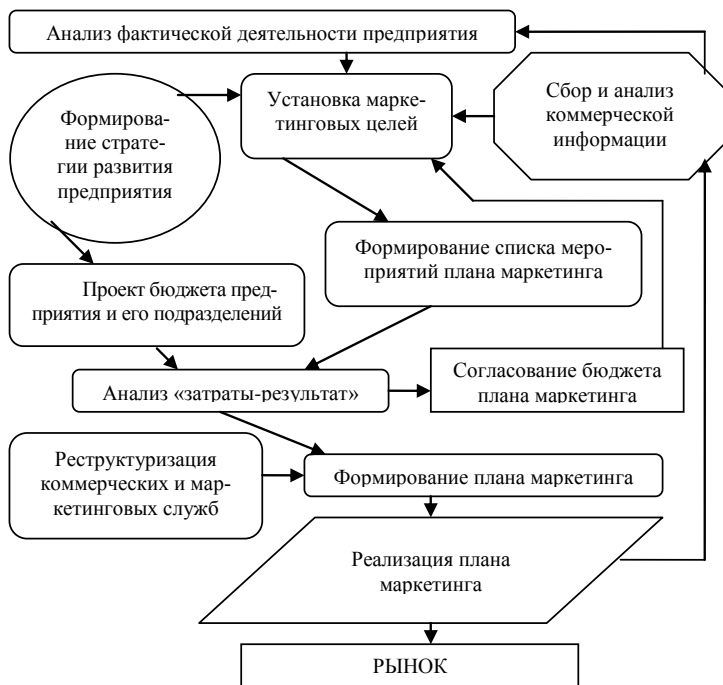 Анализ фактической деятельности предприятия
Установка марке-
тинговых целей
Сбор и анализ
коммерческой
информации
Формирова-
ние страте-
гии развития
предприятия
Формирование списка меро-
приятий плана маркетинга
Проект бюджета пред-
приятия и его подразделений
Анализ «затраты-результат»
Согласование бюджета
плана маркетинга
Реструктуризация
коммерческих и мар-
кетинговых служб
Формирование плана маркетинга
Реализация плана
маркетинга
РЫНОК